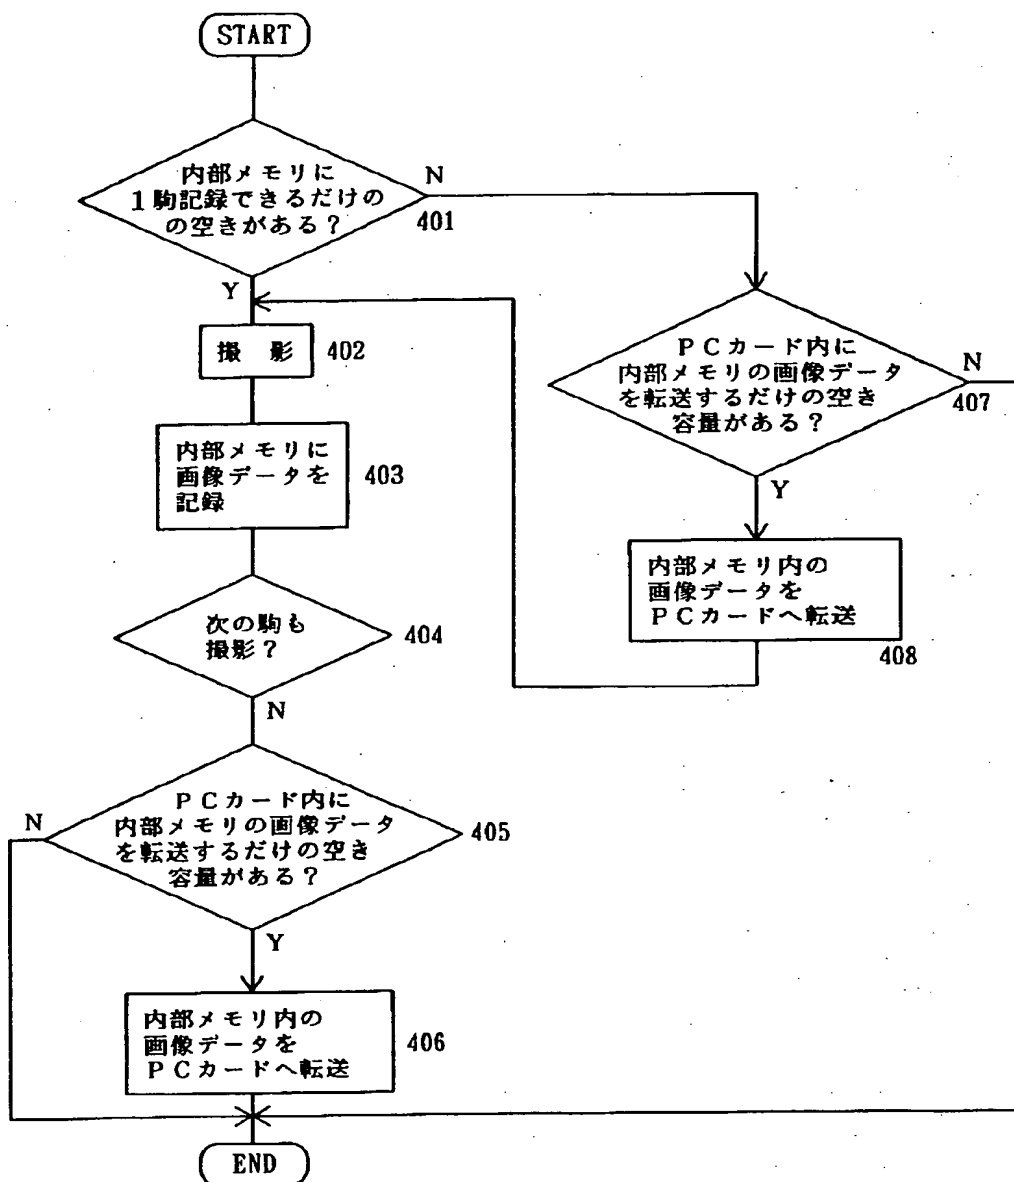 START
内部メモリに
1駒記録できるだけの
の空きがある?
N
401
Y
撮 影
402
内部メモリに
画像データを
記録
403
次の駒も
撮影?
404
N
PCカード内に
内部メモリの画像データ
を転送するだけの空き
容量がある?
N
405
Y
内部メモリ内の
画像データを
PCカードへ転送
406
END
PCカード内に
内部メモリの画像データ
を転送するだけの空き
容量がある?
N
407
Y
内部メモリ内の
画像データを
PCカードへ転送
408